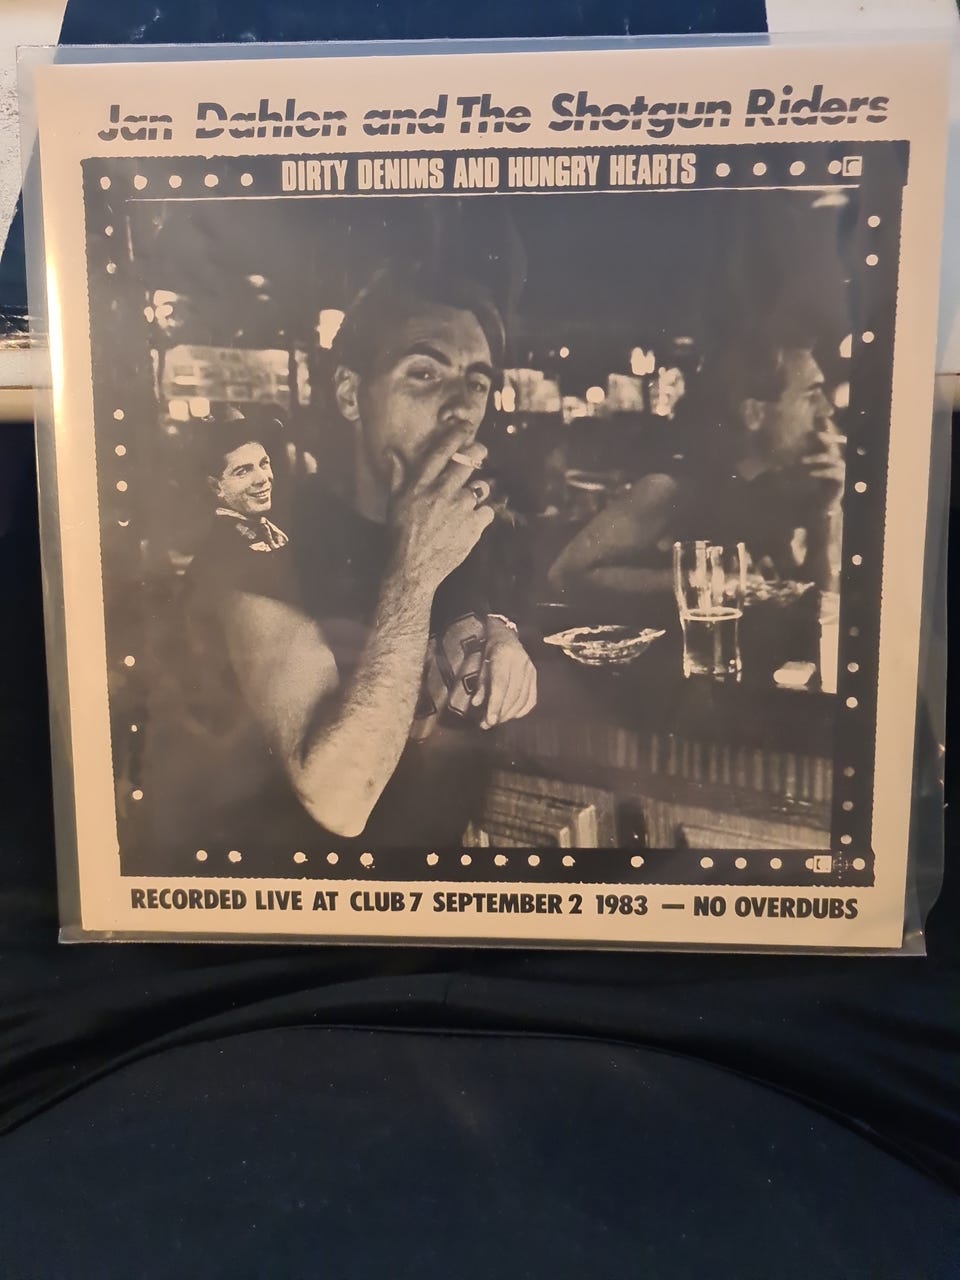 Jan Dahlen and The Shotgun Riders
DIRTY DENIMS AND HUNGRY HEARTS
RECORDED LIVE AT CLUB 7 SEPTEMBER 2 1983 — NO OVERDUBS